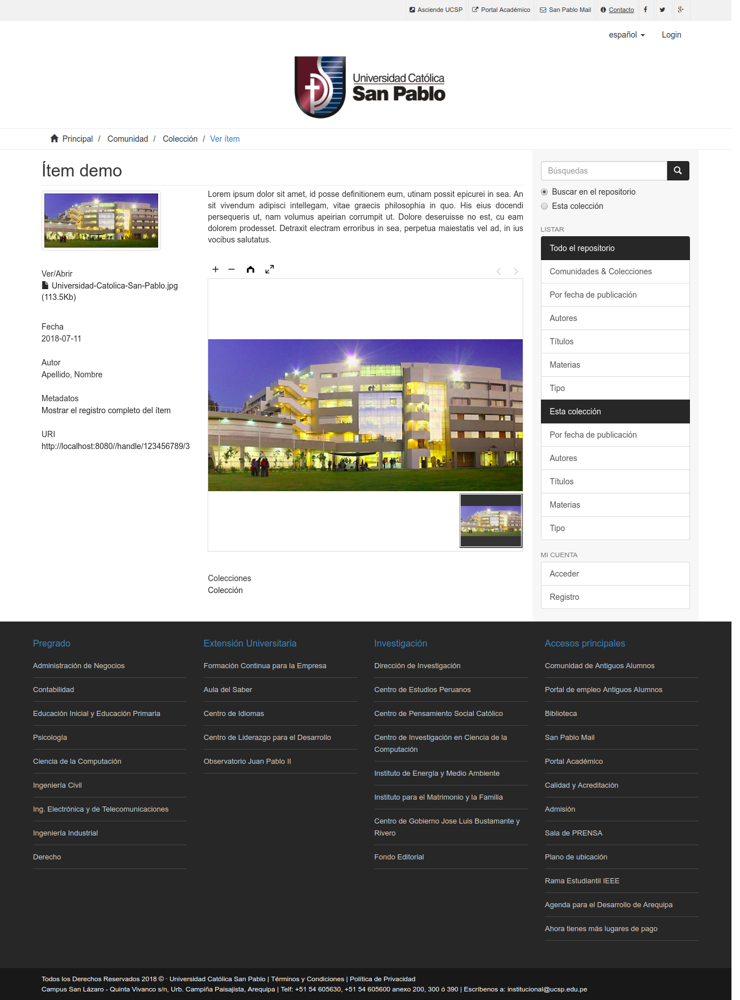 Asciende UCSP Portal Académico San Pablo Mail Contacto
español Login
Universidad Católica
San Pablo
Principal / Comunidad / Colección / Ver ítem
Ítem demo
Lorem ipsum dolor sit amet, id posse definitionem eum, utinam possit epicurei in sea. An
sit vivendum adipisci intellegam, vitae graecis philosophia in quo. His eius docendi
persequeris ut, nam volumus apeirian corrumpit ut. Dolore deseruisse no est, cu eam
dolorem prodesset. Detraxit electram erroribus in sea, perpetua maiestatis vel ad, in ius
vocibus salutatus.
Ver/Abrir
Universidad-Catolica-San-Pablo.jpg
(113.5Kb)
Fecha
2018-07-11
Autor
Apellido, Nombre
Metadatos
Mostrar el registro completo del ítem
URI
http://localhost:8080//handle/123456789/3
Colecciones
Colección
Búsquedas
Buscar en el repositorio
Esta colección
LISTAR
Todo el repositorio
Comunidades & Colecciones
Por fecha de publicación
Autores
Títulos
Materias
Tipo
Esta colección
Por fecha de publicación
Autores
Títulos
Materias
Tipo
MI CUENTA
Acceder
Registro
Pregrado
Administración de Negocios
Contabilidad
Educación Inicial y Educación Primaria
Psicología
Ciencia de la Computación
Ingeniería Civil
Ing. Electrónica y de Telecomunicaciones
Ingeniería Industrial
Derecho
Extensión Universitaria
Formación Continua para la Empresa
Aula del Saber
Centro de Idiomas
Centro de Liderazgo para el Desarrollo
Observatorio Juan Pablo II
Investigación
Dirección de Investigación
Centro de Estudios Peruanos
Centro de Pensamiento Social Católico
Centro de Investigación en Ciencia de la
Computación
Instituto de Energía y Medio Ambiente
Instituto para el Matrimonio y la Familia
Centro de Gobierno Jose Luis Bustamante y
Rivero
Fondo Editorial
Accesos principales
Comunidad de Antiguos Alumnos
Portal de empleo Antiguos Alumnos
Biblioteca
San Pablo Mail
Portal Académico
Calidad y Acreditación
Admisión
Sala de PRENSA
Plano de ubicación
Rama Estudiantil IEEE
Agenda para el Desarrollo de Arequipa
Ahora tienes más lugares de pago
Todos los Derechos Reservados 2018 © · Universidad Católica San Pablo | Términos y Condiciones | Política de Privacidad
Campus San Lázaro - Quinta Vivanco s/n, Urb. Campiña Paisajista, Arequipa | Telf: +51 54 605630, +51 54 605600 anexo 200, 300 ó 390 | Escríbenos a: institucional@ucsp.edu.pe